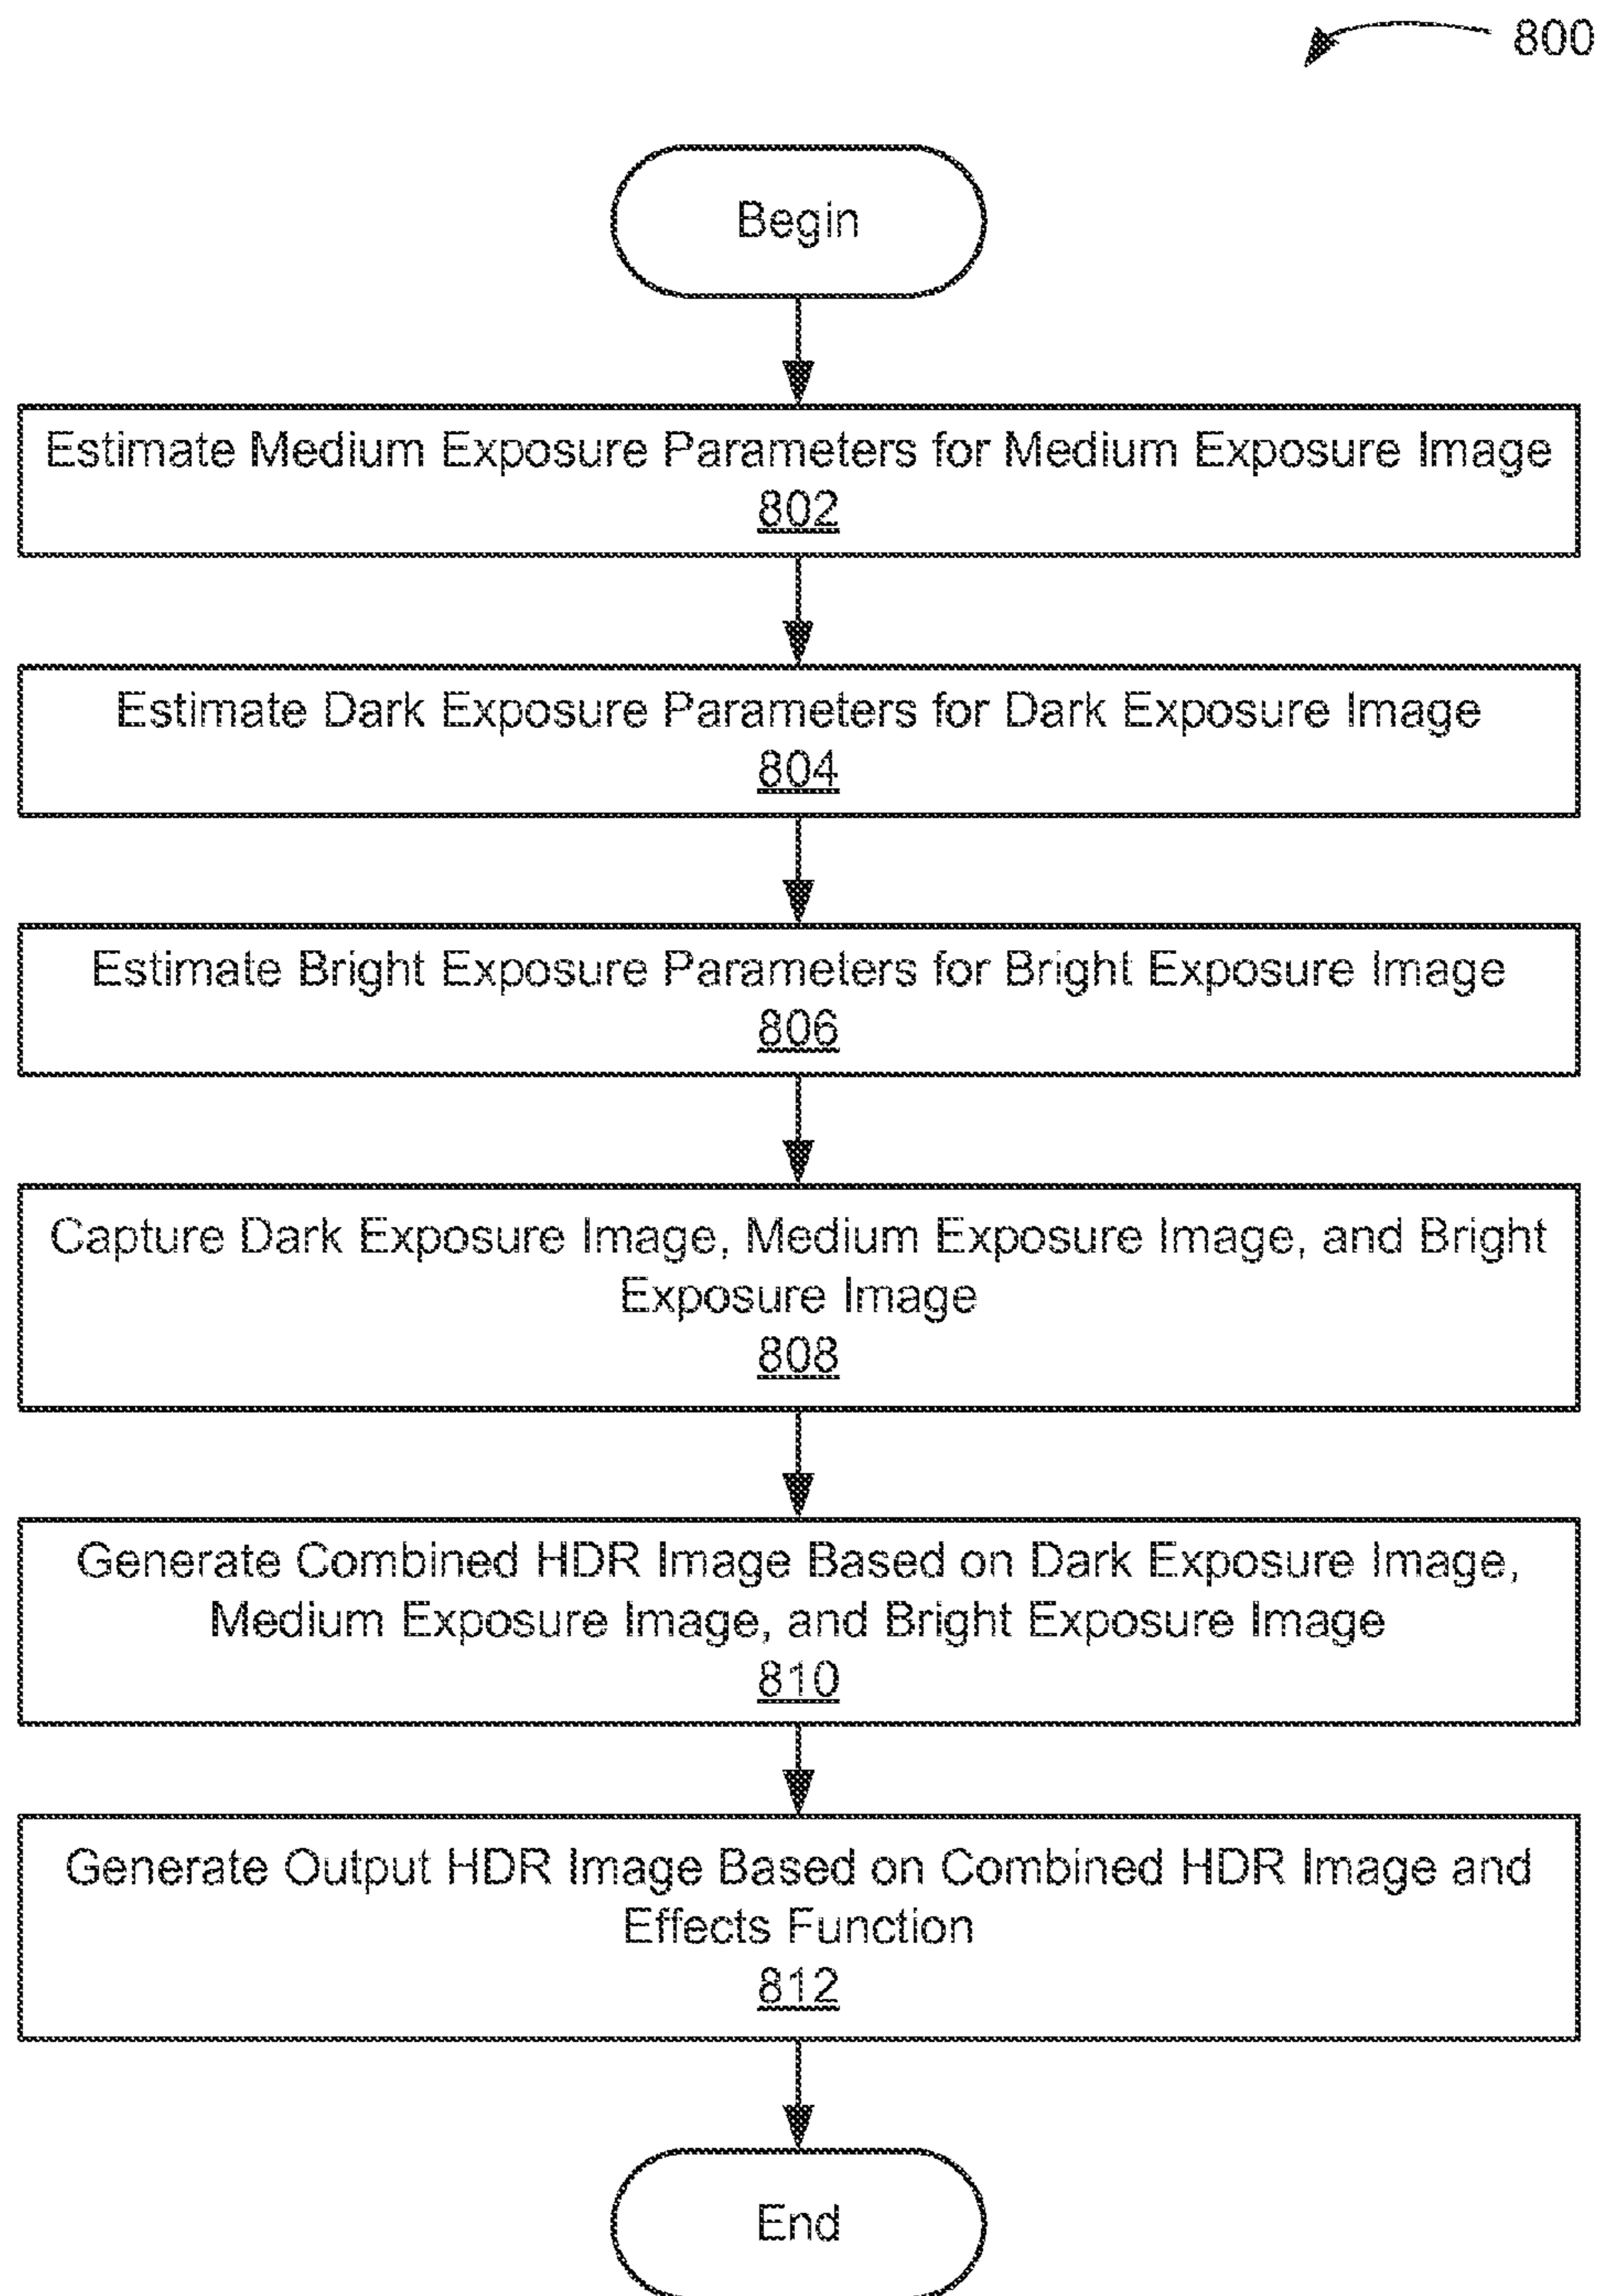 800
Begin
Estimate Medium Exposure Parameters for Medium Exposure Image
802
Estimate Dark Exposure Parameters for Dark Exposure Image
804
Estimate Bright Exposure Parameters for Bright Exposure Image
806
Capture Dark Exposure Image, Medium Exposure Image, and Bright
Exposure Image
808
Generate Combined HDR Image Based on Dark Exposure Image,
Medium Exposure Image, and Bright Exposure Image
810
Generate Output HDR Image Based on Combined HDR Image and
Effects Function
812
End